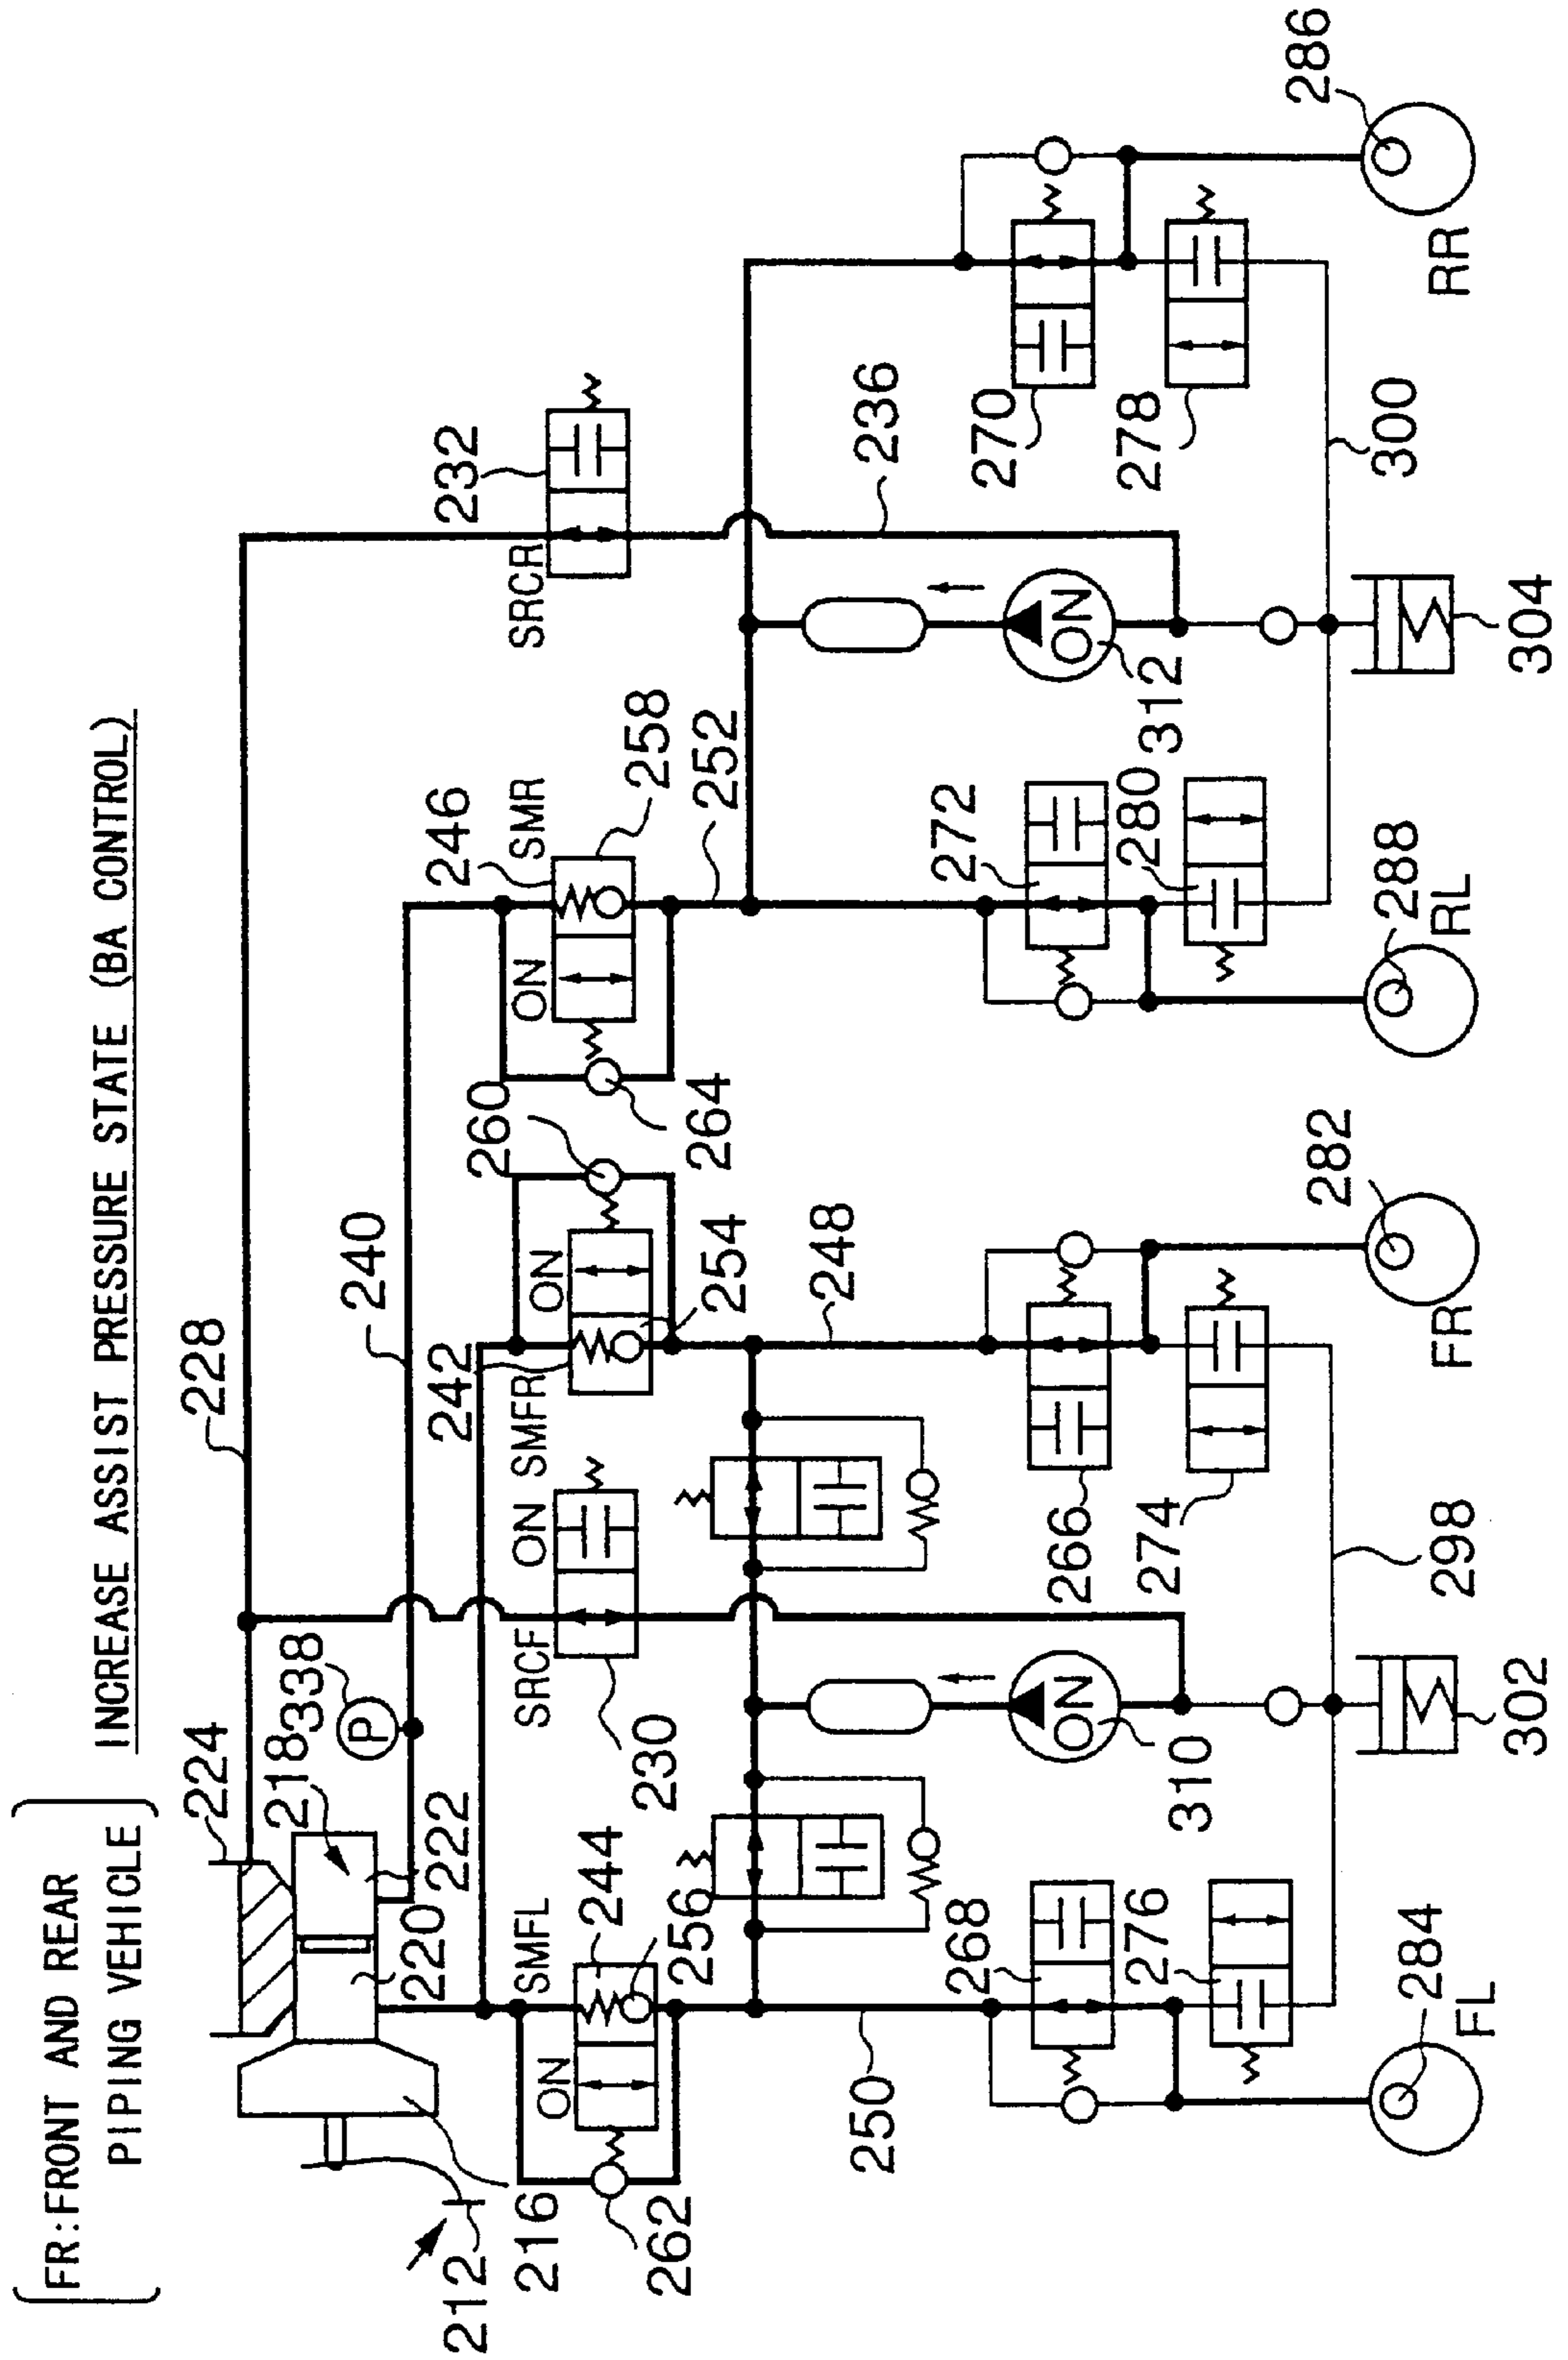 FR:FRONT AND REAR
PIPING VEHICLE
INCREASE ASSIST PRESSURE STATE (BA CONTROL)
224
228
218
338
P
240
232
220
222
212
216
SMFL
244
ON
262
256
SRCF
230
ON
SMFR
242
ON
254
260
264
ON
246
SMR
258
252
SRCR
236
250
248
268
276
310
ON
266
274
272
280
312
ON
270
278
284
FL
302
298
FR
282
288
RL
304
300
RR
286